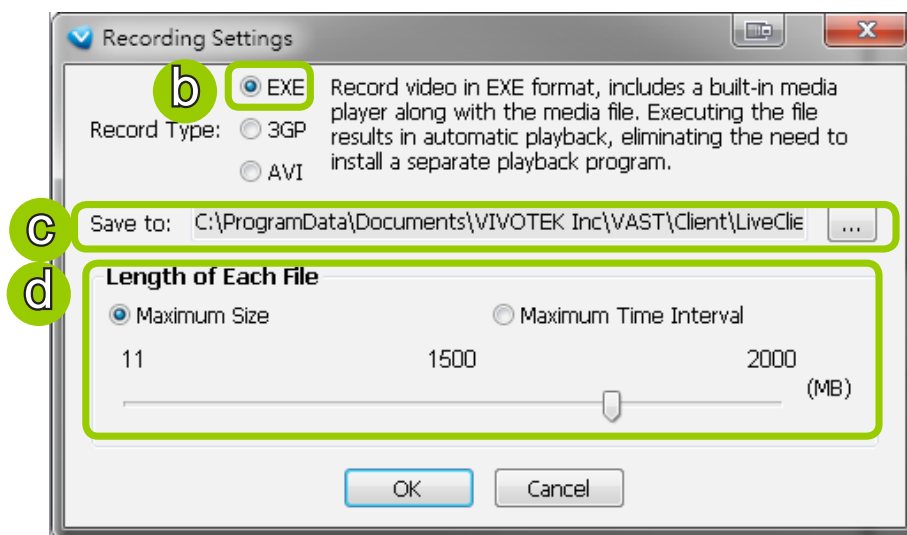 Recording Settings
b
EXE
Record Type:
3GP
AVI
Record video in EXE format, includes a built-in media
player along with the media file. Executing the file
results in automatic playback, eliminating the need to
install a separate playback program.
c
Save to: C:\ProgramData\Documents\VIVOTEK Inc\VAST\Client\LiveClie ...
d
Length of Each File
Maximum Size Maximum Time Interval
11 1500 2000
(MB)
OK Cancel